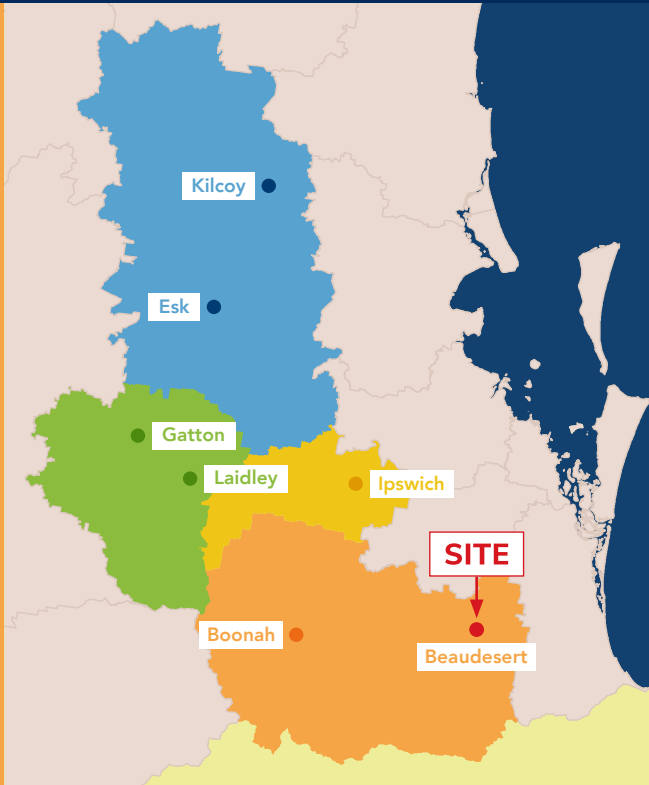 Kilcoy
Esk
Gatton
Laidley
Ipswich
SITE
Boonah
Beaudesert